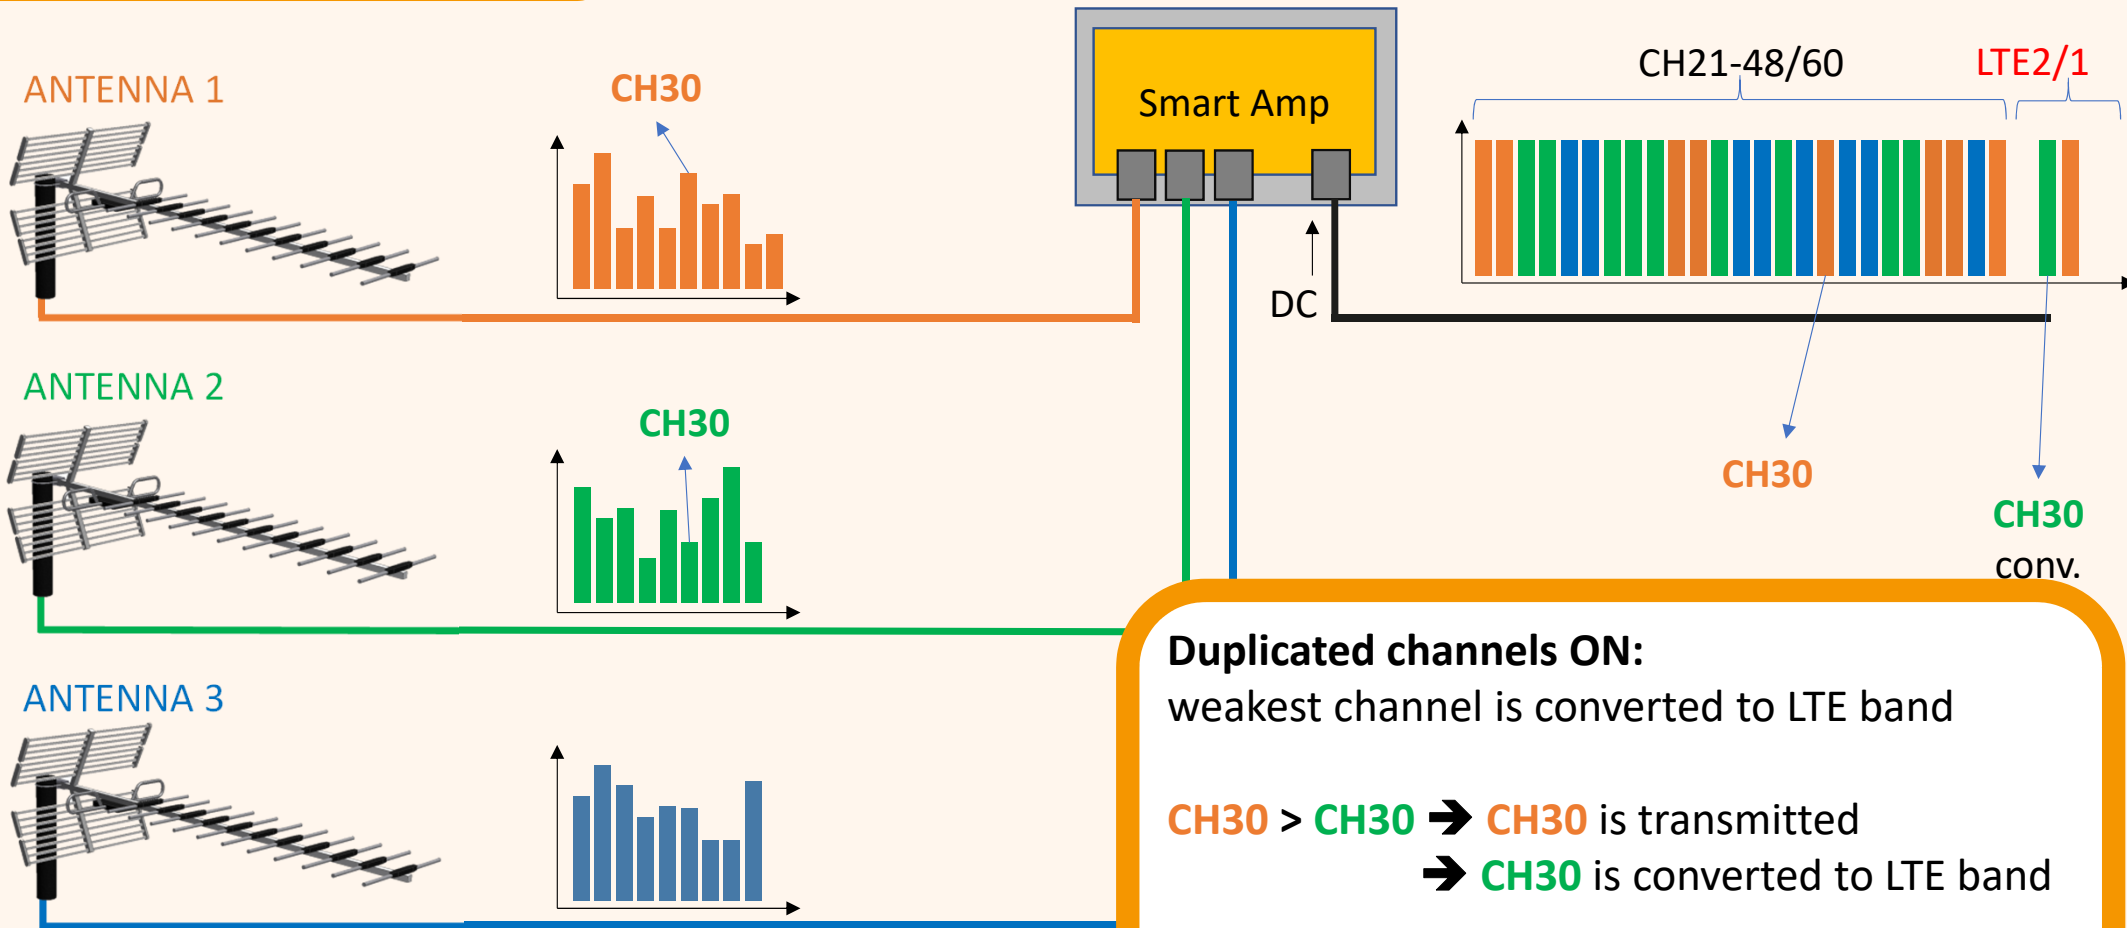 ANTENNA 1
CH30
Smart Amp
CH21-48/60
LTE2/1
DC
ANTENNA 2
CH30
CH30
CH30
conv.
ANTENNA 3
Duplicated channels ON:
weakest channel is converted to LTE band
CH30 > CH30 ➔ CH30 is transmitted
➔ CH30 is converted to LTE band